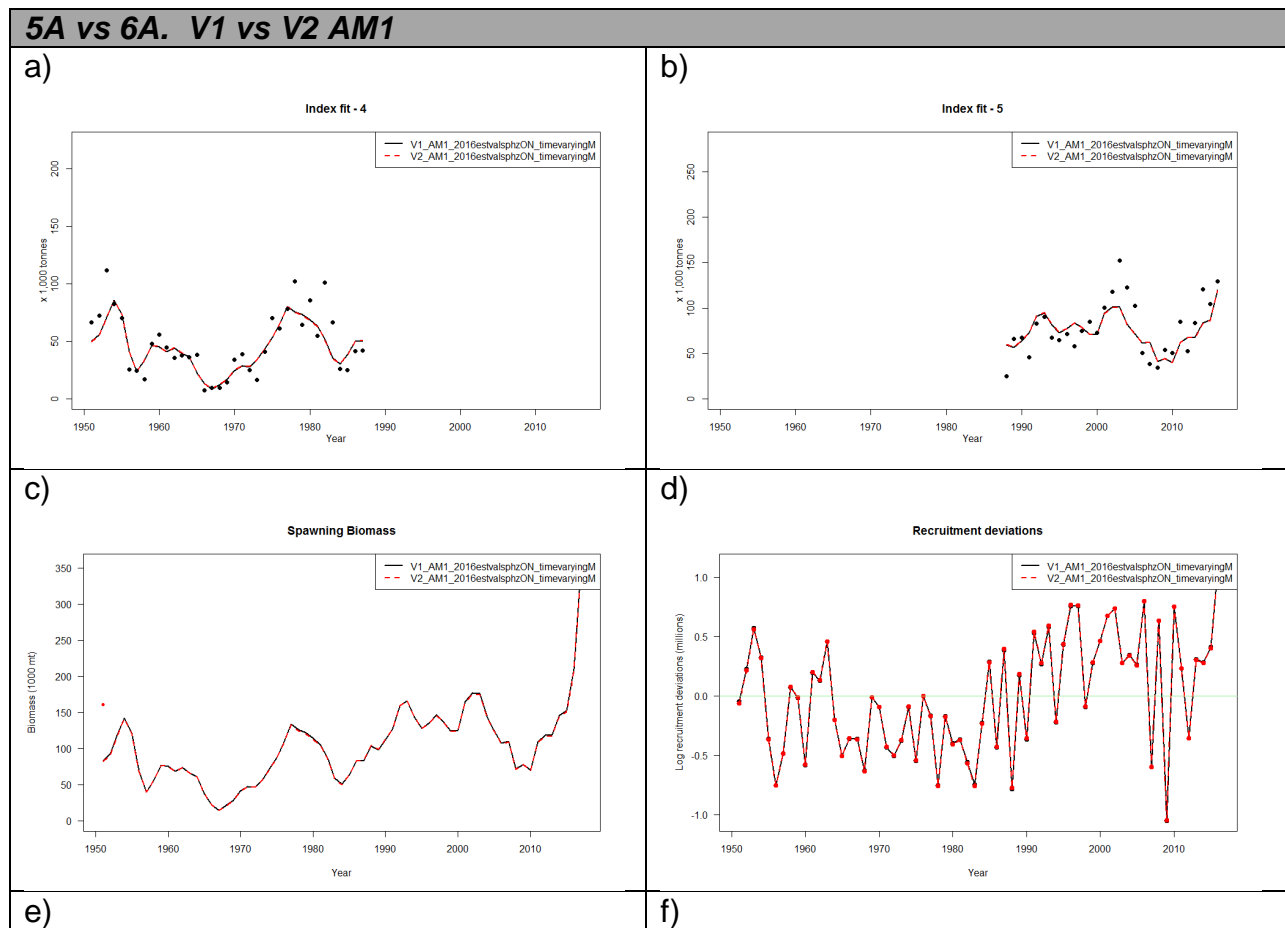 5A vs 6A. V1 vs V2 AM1
a)
Index fit - 4
V1_AM1_2016estvalsphzON_timevaryingM
V2_AM1_2016estvalsphzON_timevaryingM
x 1,000 tonnes
200
150
100
50
0
1950 1960 1970 1980 1990 2000 2010
Year
b)
Index fit - 5
V1_AM1_2016estvalsphzON_timevaryingM
V2_AM1_2016estvalsphzON_timevaryingM
x 1,000 tonnes
250
200
150
100
50
0
1950 1960 1970 1980 1990 2000 2010
Year
c)
Spawning Biomass
V1_AM1_2016estvalsphzON_timevaryingM
V2_AM1_2016estvalsphzON_timevaryingM
Biomass (1000 mt)
350
300
250
200
150
100
50
0
1950 1960 1970 1980 1990 2000 2010
Year
d)
Recruitment deviations
V1_AM1_2016estvalsphzON_timevaryingM
V2_AM1_2016estvalsphzON_timevaryingM
Log recruitment deviations (millions)
1.0
0.5
0.0
-0.5
-1.0
1950 1960 1970 1980 1990 2000 2010
Year
e)
f)